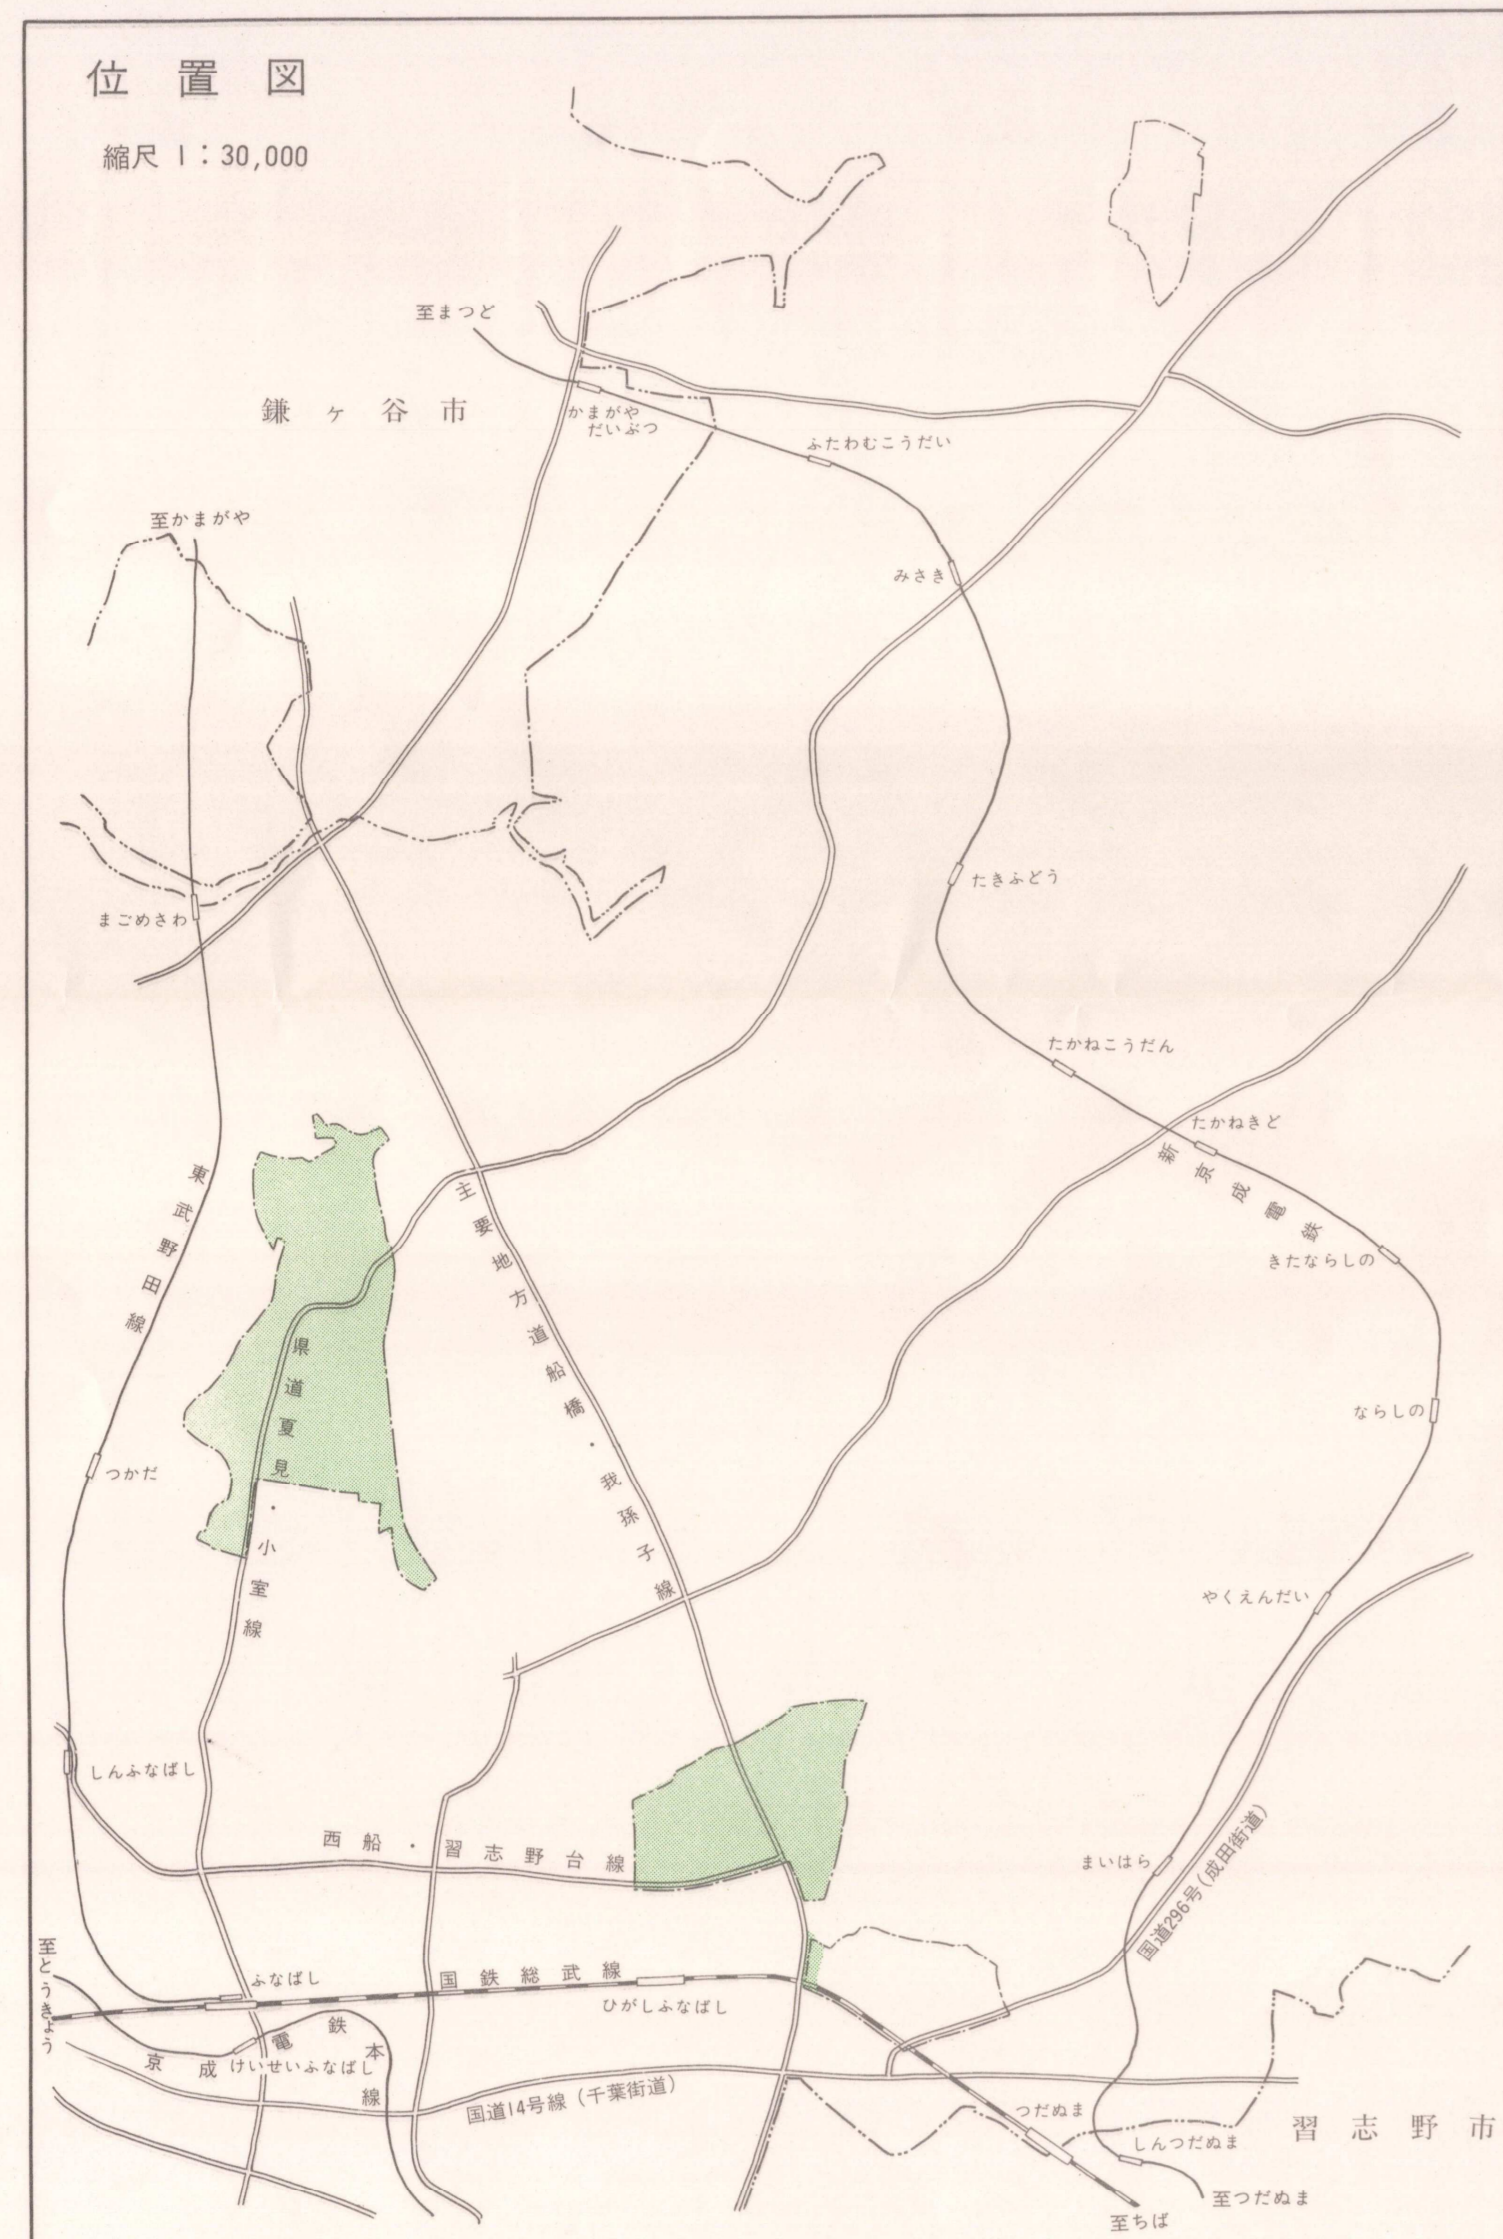 位置図
縮尺 1:30,000
至まつど
鎌ヶ谷市
かまがや
だいぶつ
ふたわむこうだい
至かまがや
みさき
たきふどう
まごめさわ
たかねこうだん
たかねきど
新京成電鉄
きたならしの
東武野田線
主要地方道船橋・我孫子線
県道夏見・小室線
ならしの
つかだ
やくえんだい
しんふなばし
西船・習志野台線
まいはら
国道296号(成田街道)
至とうきょう
ふなばし
国鉄総武線
ひがしふなばし
京成電鉄本線
けいせいふなばし
国道14号線(千葉街道)
つだぬま
しんつだぬま
習志野市
至つだぬま
至ちば